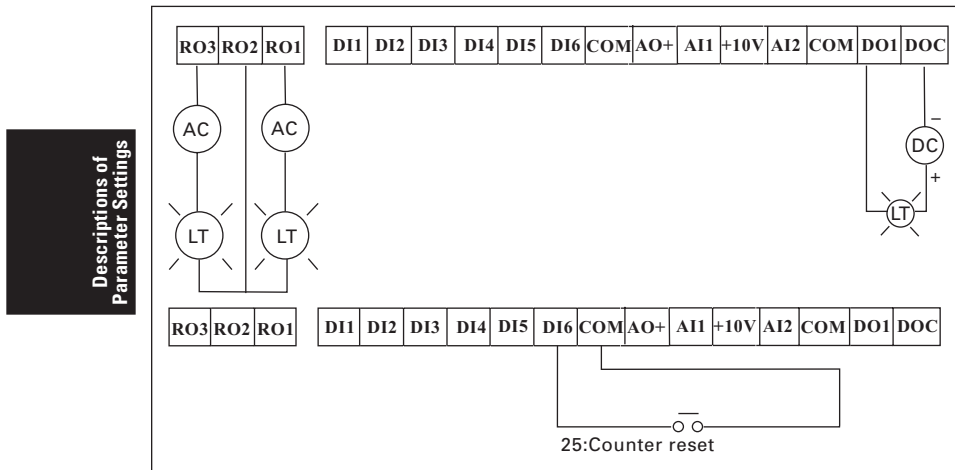 Descriptions of
Parameter Settings
RO3 RO2 RO1 DI1 DI2 DI3 DI4 DI5 DI6 COM AO+ AI1 +10V AI2 COM DO1 DOC
AC AC
−
DC
+
LT LT
LT
RO3 RO2 RO1 DI1 DI2 DI3 DI4 DI5 DI6 COM AO+ AI1 +10V AI2 COM DO1 DOC
25:Counter reset